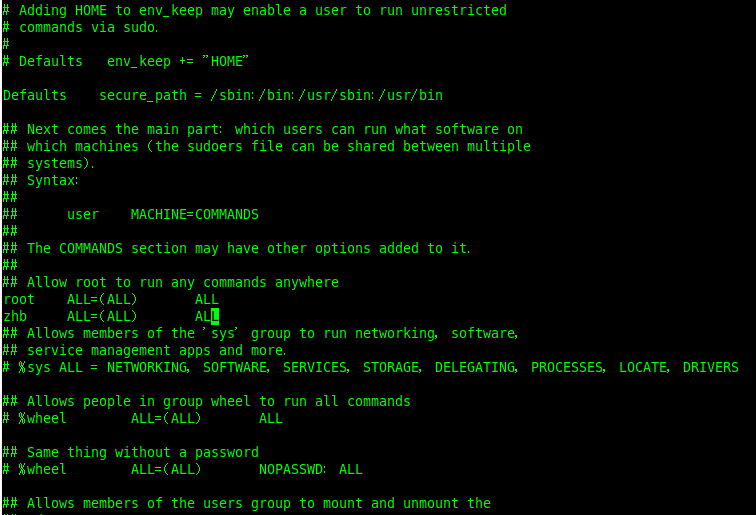 # Adding HOME to env_keep may enable a user to run unrestricted
# commands via sudo.
#
# Defaults   env_keep += "HOME"
Defaults    secure_path = /sbin:/bin:/usr/sbin:/usr/bin
## Next comes the main part: which users can run what software on
## which machines (the sudoers file can be shared between multiple
## systems).
## Syntax:
##
##      user    MACHINE=COMMANDS
##
## The COMMANDS section may have other options added to it.
##
## Allow root to run any commands anywhere
root    ALL=(ALL)       ALL
zhb     ALL=(ALL)       ALL
## Allows members of the 'sys' group to run networking, software,
## service management apps and more.
# %sys ALL = NETWORKING, SOFTWARE, SERVICES, STORAGE, DELEGATING, PROCESSES, LOCATE, DRIVERS
## Allows people in group wheel to run all commands
# %wheel        ALL=(ALL)       ALL
## Same thing without a password
# %wheel        ALL=(ALL)       NOPASSWD: ALL
## Allows members of the users group to mount and unmount the